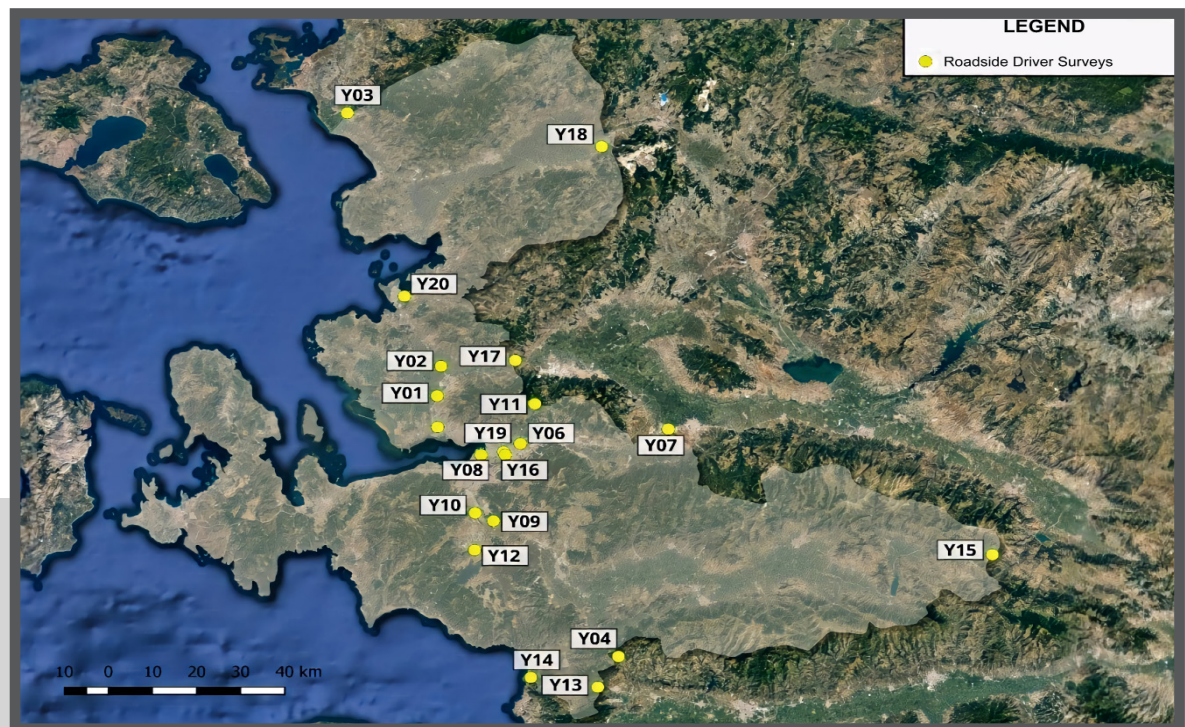 LEGEND
Roadside Driver Surveys
Y03
Y18
Y20
Y02
Y17
Y01
Y11
Y19
Y06
Y07
Y08
Y16
Y10
Y09
Y12
Y15
Y04
Y14
Y13
10 0 10 20 30 40 km